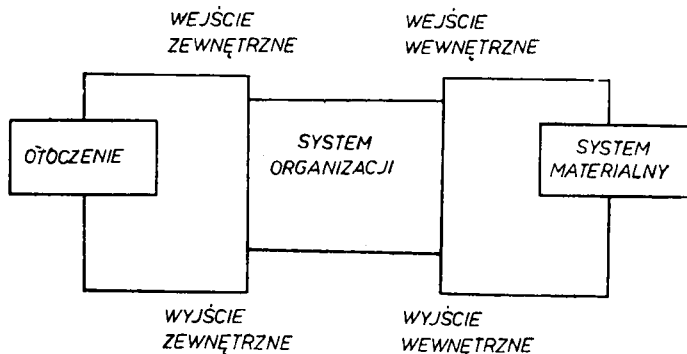 WEJŚCIE
ZEWNĘTRZNE
WEJŚCIE
WEWNĘTRZNE
OTOCZENIE
SYSTEM
ORGANIZACJI
SYSTEM
MATERIALNY
WYJŚCIE
ZEWNĘTRZNE
WYJŚCIE
WEWNĘTRZNE